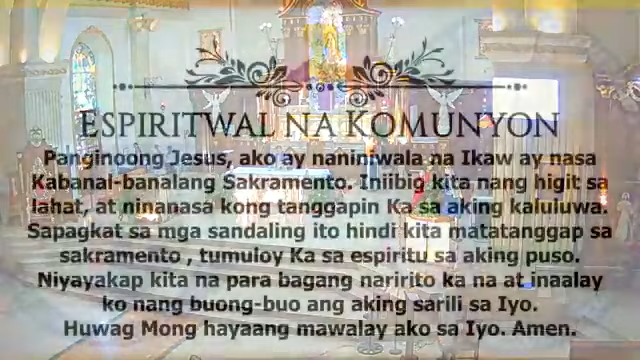 ESPIRITWAL NA KOMUNYON
Panginoong Jesus, ako ay naniniwala na Ikaw ay nasa
Kabanal-banalang Sakramento. Iniibig kita nang higit sa
lahat, at ninanasa kong tanggapin Ka sa aking kaluluwa.
Sapagkat sa mga sandaling ito hindi kita matatanggap sa
sakramento , tumuloy Ka sa espiritu sa aking puso.
Niyayakap kita na para bagang naririto ka na at inaalay
ko nang buong-buo ang aking sarili sa Iyo.
Huwag Mong hayaang mawalay ako sa Iyo. Amen.